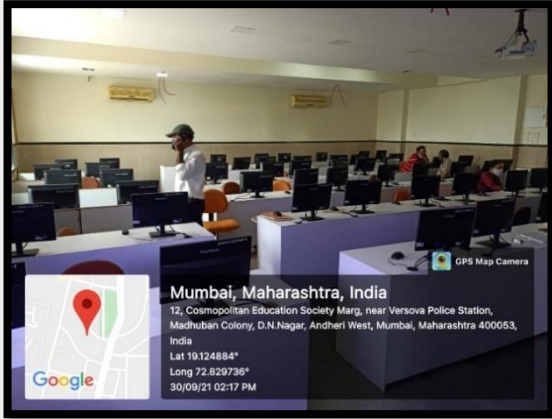 GPS Map Camera
Mumbai, Maharashtra, India
12, Cosmopolitan Education Society Marg, near Versova Police Station,
Madhuban Colony, D.N.Nagar, Andheri West, Mumbai, Maharashtra 400053,
India
Lat 19.124884°
Long 72.829736°
30/09/21 02:17 PM
Google